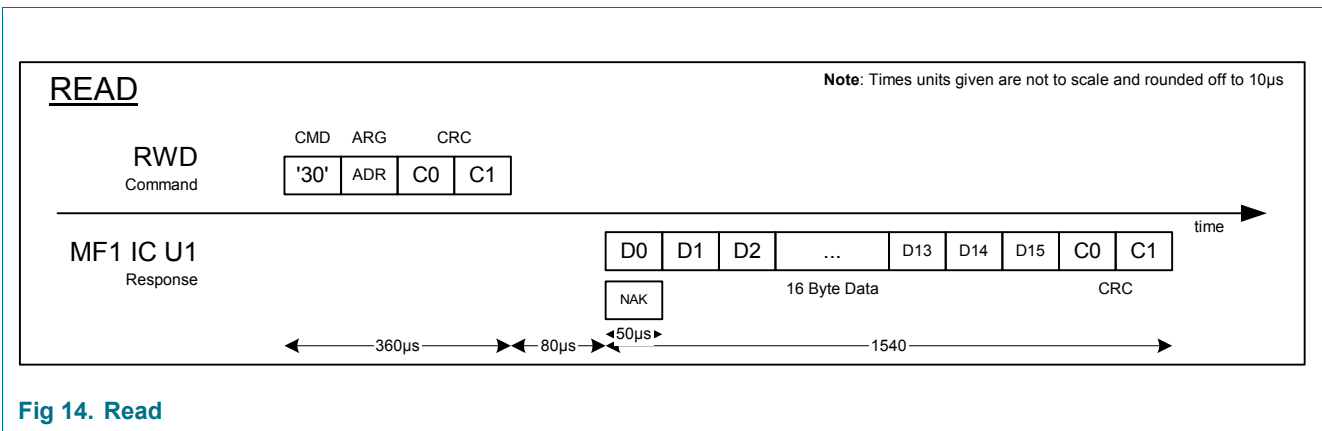 READ
Note: Times units given are not to scale and rounded off to 10µs
CMD ARG CRC
RWD
Command
'30' ADR C0 C1
time
MF1 IC U1
Response
D0 D1 D2 ... D13 D14 D15 C0 C1
NAK
16 Byte Data
CRC
50µs
360µs 80µs 1540
Fig 14. Read